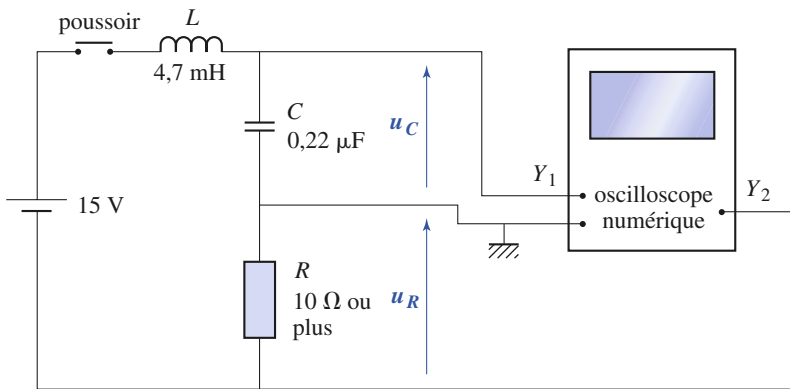 poussoir
L
4,7 mH
C
0,22 µF
u_C
Y_1
Y_2
oscilloscope
numérique
15 V
R
10 Ω ou
plus
u_R